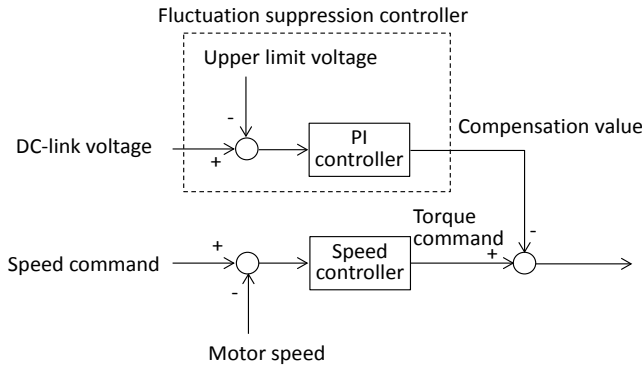 Fluctuation suppression controller
Upper limit voltage
-
DC-link voltage
+
PI
controller
Compensation value
-
Torque
command
Speed command
+
-
Speed
controller
+
Motor speed